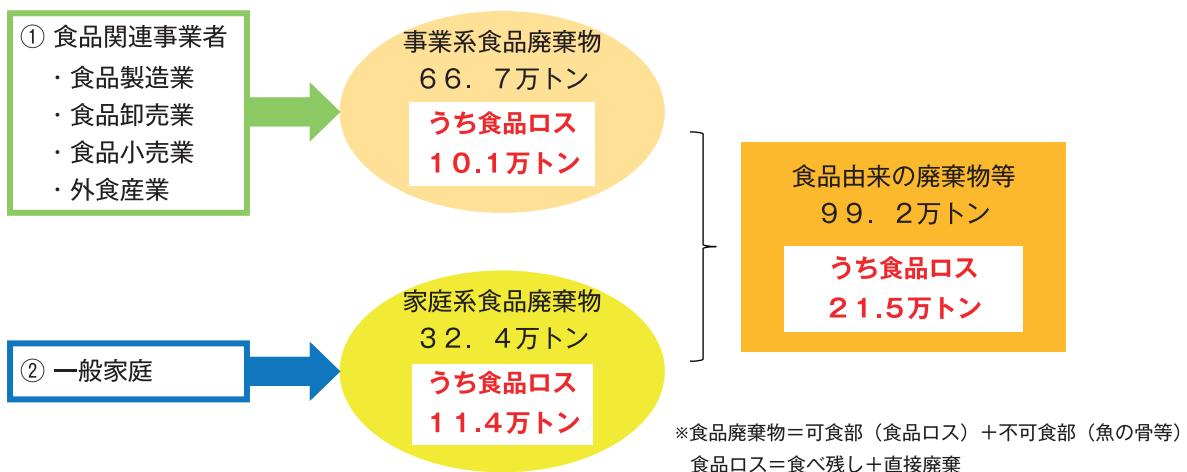 ① 食品関連事業者
・食品製造業
・食品卸売業
・食品小売業
・外食産業
事業系食品廃棄物
６６．７万トン
うち食品ロス
１０.１万トン
② 一般家庭
家庭系食品廃棄物
３２．４万トン
うち食品ロス
１１.４万トン
食品由来の廃棄物等
９９．２万トン
うち食品ロス
２１.５万トン
※食品廃棄物＝可食部（食品ロス）＋不可食部（魚の骨等）
食品ロス＝食べ残し＋直接廃棄